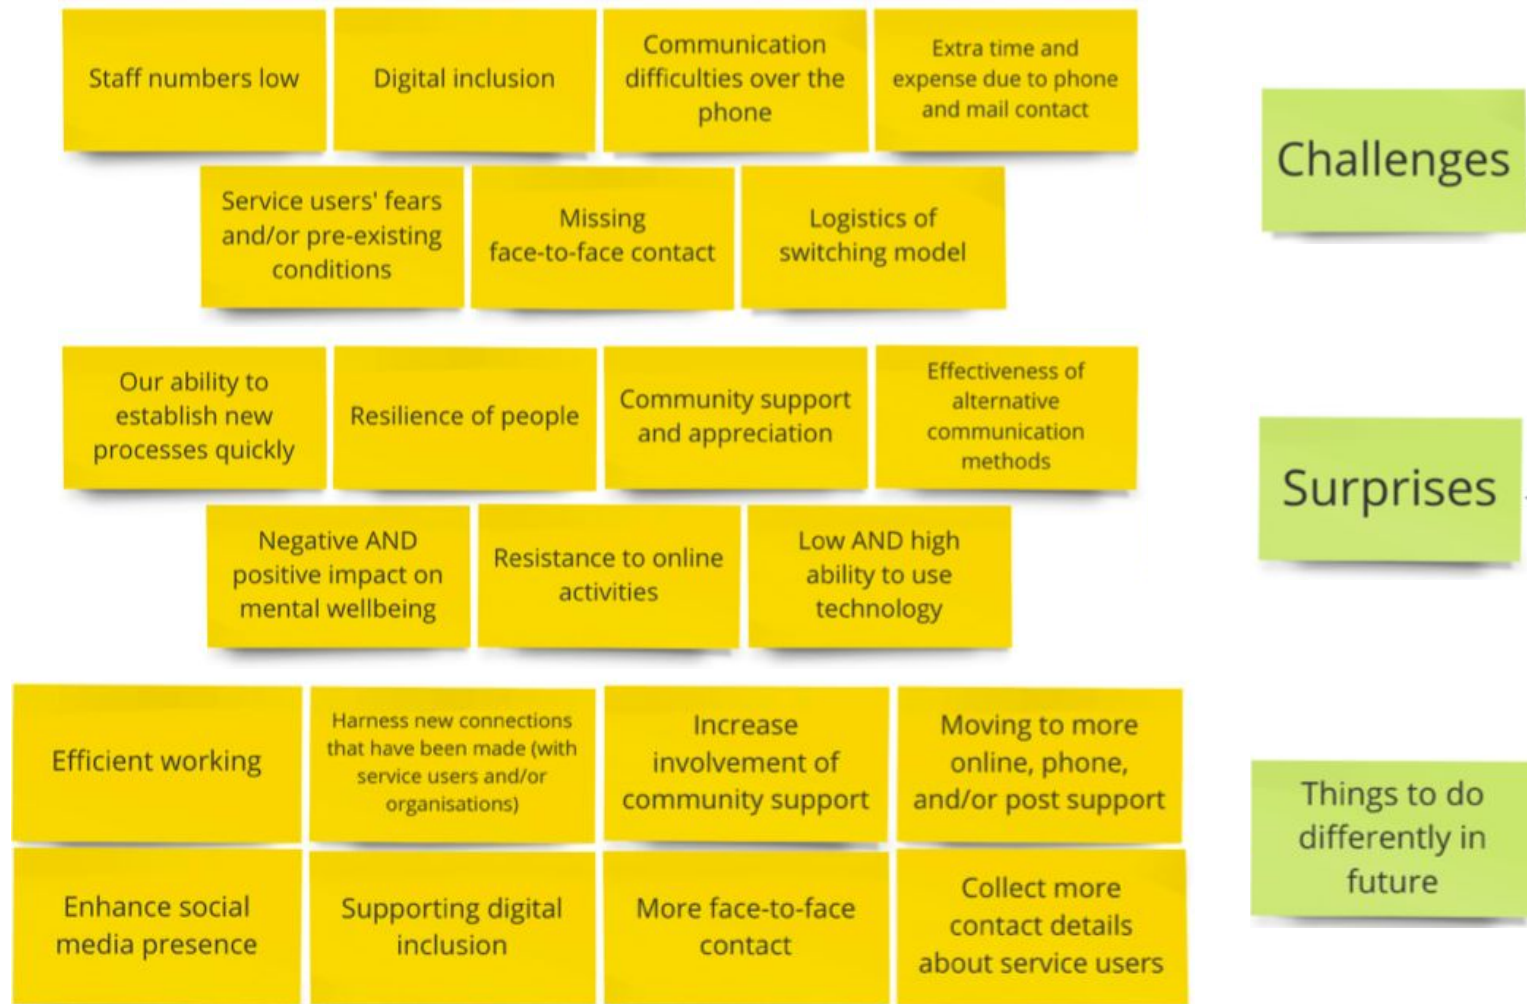 Staff numbers low
Digital inclusion
Communication
difficulties over the
phone
Extra time and
expense due to phone
and mail contact
Service users' fears
and/or pre-existing
conditions
Missing
face-to-face contact
Logistics of
switching model
Challenges
Our ability to
establish new
processes quickly
Resilience of people
Community support
and appreciation
Effectiveness of
alternative
communication
methods
Negative AND
positive impact on
mental wellbeing
Resistance to online
activities
Low AND high
ability to use
technology
Surprises
Efficient working
Harness new connections
that have been made (with
service users and/or
organisations)
Increase
involvement of
community support
Moving to more
online, phone,
and/or post support
Enhance social
media presence
Supporting digital
inclusion
More face-to-face
contact
Collect more
contact details
about service users
Things to do
differently in
future